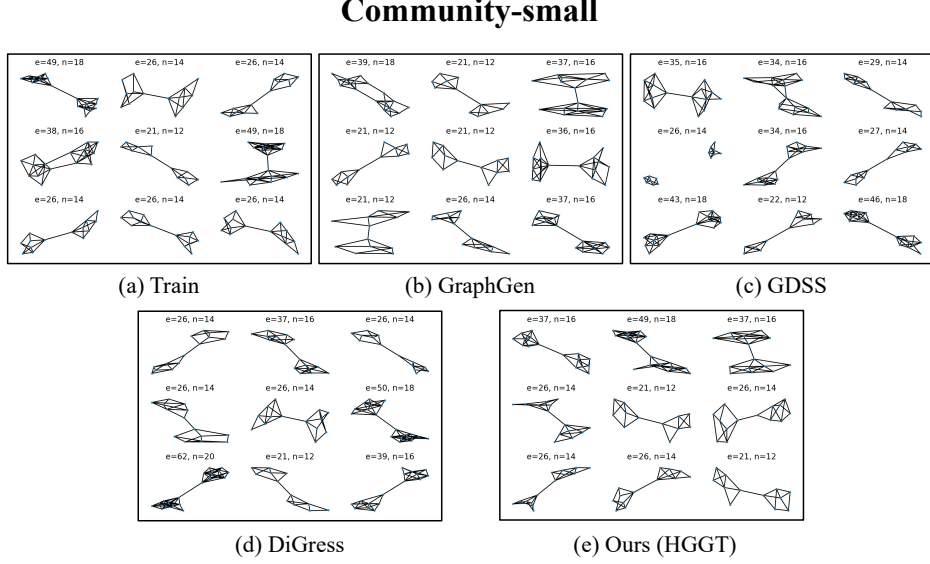 Community-small
e=49, n=18 e=26, n=14 e=26, n=14
e=38, n=16 e=21, n=12 e=49, n=18
e=26, n=14 e=26, n=14 e=26, n=14
(a) Train
e=39, n=18 e=21, n=12 e=37, n=16
e=21, n=12 e=21, n=12 e=36, n=16
e=21, n=12 e=26, n=14 e=37, n=16
(b) GraphGen
e=35, n=16 e=34, n=16 e=29, n=14
e=26, n=14 e=34, n=16 e=27, n=14
e=43, n=18 e=22, n=12 e=46, n=18
(c) GDSS
e=26, n=14 e=37, n=16 e=26, n=14
e=26, n=14 e=26, n=14 e=50, n=18
e=62, n=20 e=21, n=12 e=39, n=16
(d) DiGress
e=37, n=16 e=49, n=18 e=37, n=16
e=26, n=14 e=21, n=12 e=26, n=14
e=26, n=14 e=26, n=14 e=21, n=12
(e) Ours (HGGT)